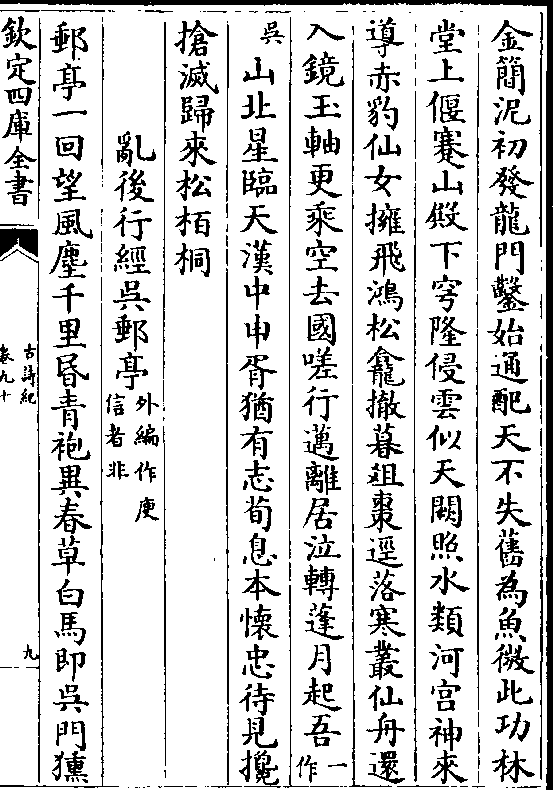 金簡泥初發龍門鑿始通配天不失舊為魚微此功林
堂上偃蹇山殿下穹隆侵雲似天闕照水類河宮神來
導赤豹仙女擁飛鴻松龕撤暮俎棗逕落寒叢仙舟還
入鏡玉軸更乘空去國嗟行邁離居泣轉蓬月起吾一作
吳山北星臨天漢中申胥猶有志荀息本懷忠待見攙
搶滅歸來松栢桐
亂後行經吳郵亭外編作庾信者非
郵亭一回望風塵千里昏青袍異春草白馬即吳門獯
欽定四庫全書
古詩紀
卷九十
九